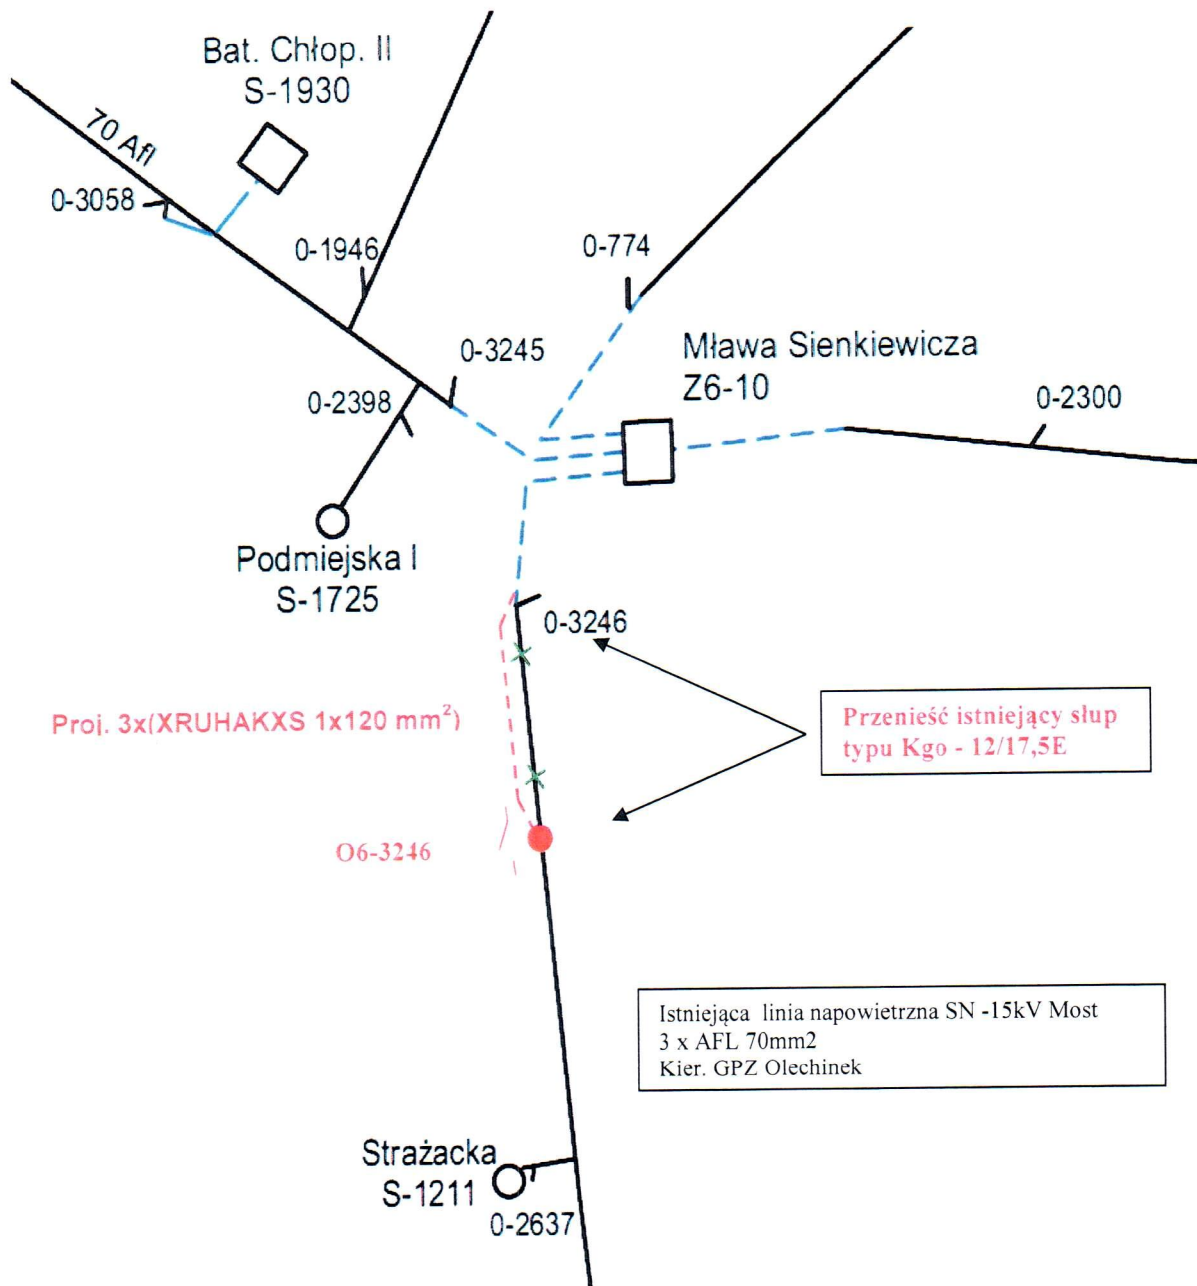 Bat. Chłop. II
S-1930
70 Afl
0-3058
0-1946
0-774
0-3245
Mława Sienkiewicza
Z6-10
0-2398
0-2300
Podmiejska I
S-1725
0-3246
Proj. 3x(XRUHAKXS 1x120 mm²)
Przenieść istniejący słup
typu Kgo - 12/17,5E
O6-3246
Istniejąca linia napowietrzna SN -15kV Most
3 x AFL 70mm2
Kier. GPZ Olechinek
Strażacka
S-1211
0-2637